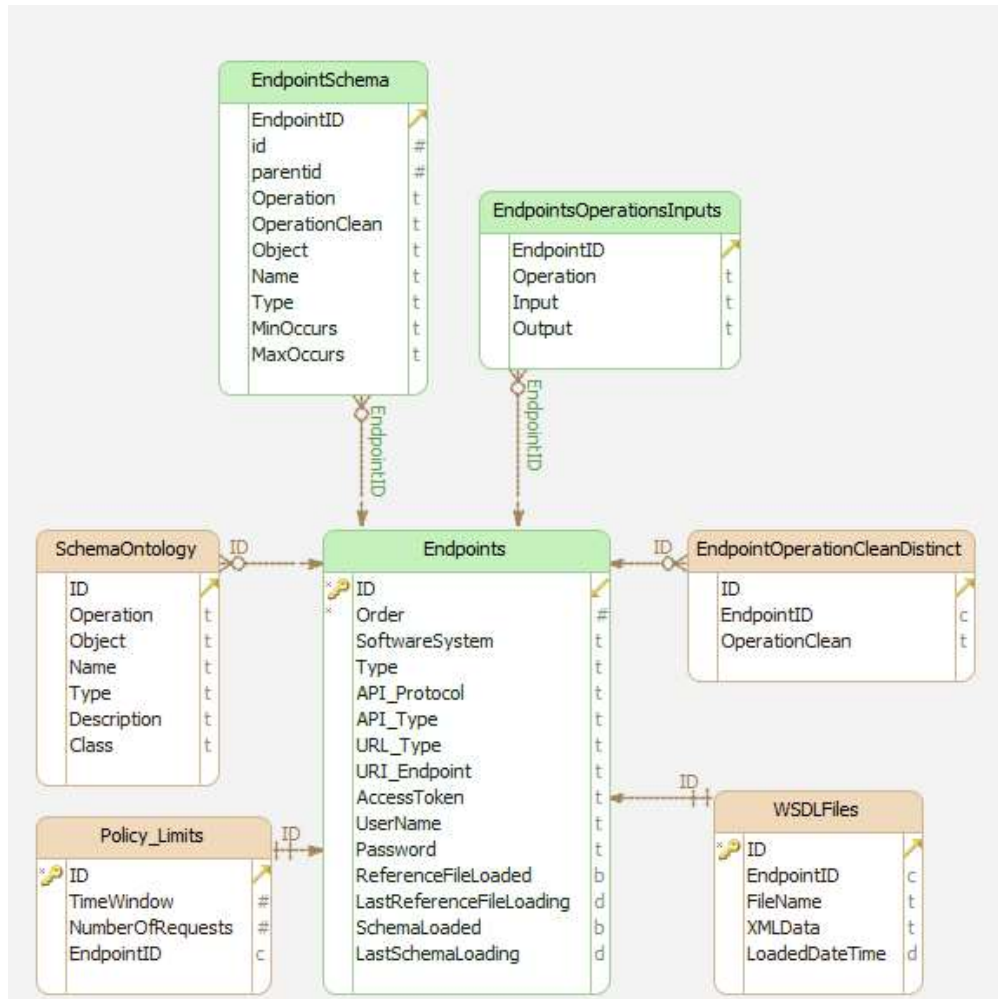 EndpointSchema
EndpointID
id #
parentid #
Operation t
OperationClean t
Object t
Name t
Type t
MinOccurs t
MaxOccurs t
EndpointsOperationsInputs
EndpointID
Operation t
Input t
Output t
EndpointID
EndpointID
SchemaOntology
ID
ID
Operation t
Object t
Name t
Type t
Description t
Class t
Endpoints
ID
Order #
SoftwareSystem t
Type t
API_Protocol t
API_Type t
URL_Type t
URI_Endpoint t
AccessToken t
UserName t
Password t
ReferenceFileLoaded b
LastReferenceFileLoading d
SchemaLoaded b
LastSchemaLoading d
ID
EndpointOperationCleanDistinct
ID
EndpointID c
OperationClean t
Policy_Limits
ID
ID
TimeWindow #
NumberOfRequests #
EndpointID c
ID
WSDLFiles
ID
EndpointID c
FileName t
XMLData t
LoadedDateTime d